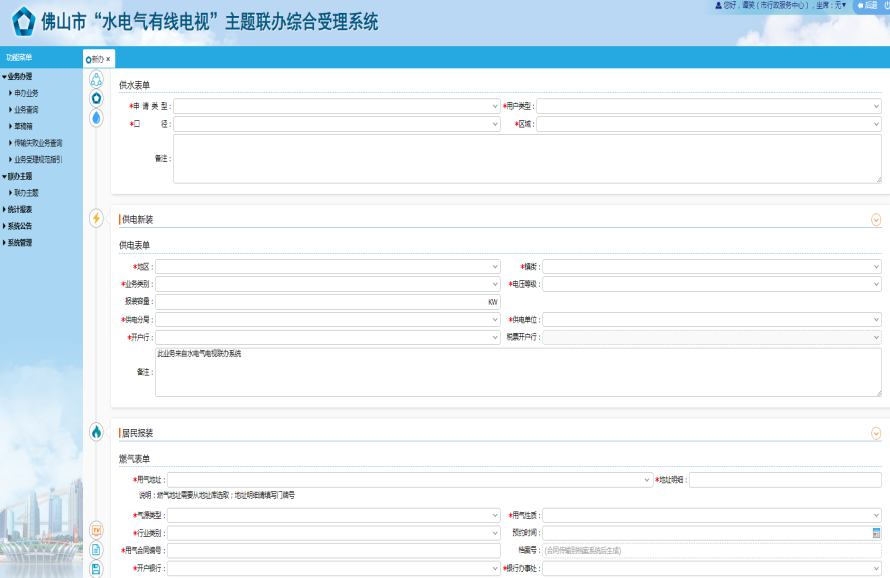 佛山市“水电气有线电视”主题联办综合受理系统
您好，谭笑（市行政服务中心），坐席：无▾ 后退
功能菜单
新办 ×
业务办理
申办业务
业务查询
草稿箱
传输失败业务查询
业务受理规范指引
联办主题
联办主题
统计报表
系统公告
系统管理
供水表单
*申 请 类 型： *用户类型：
*口 径： *区域：
备注：
供电新装
供电表单
*地区： *镇街：
*业务类别： *电压等级：
报装容量： KW
*供电分局： *供电单位：
*开户行： 税票开户行：
备注： 此业务来自水电气电视联办系统
居民报装
燃气表单
*用气地址： *地址明细：
说明：燃气地址需要从地址库选取；地址明细请填写门牌号
*气源类型： *用气性质：
*行业类别： 预约时间：
*用气合同编号： 档案号： (合同传输到档案系统后生成)
*开户银行： *银行办事处：
TV